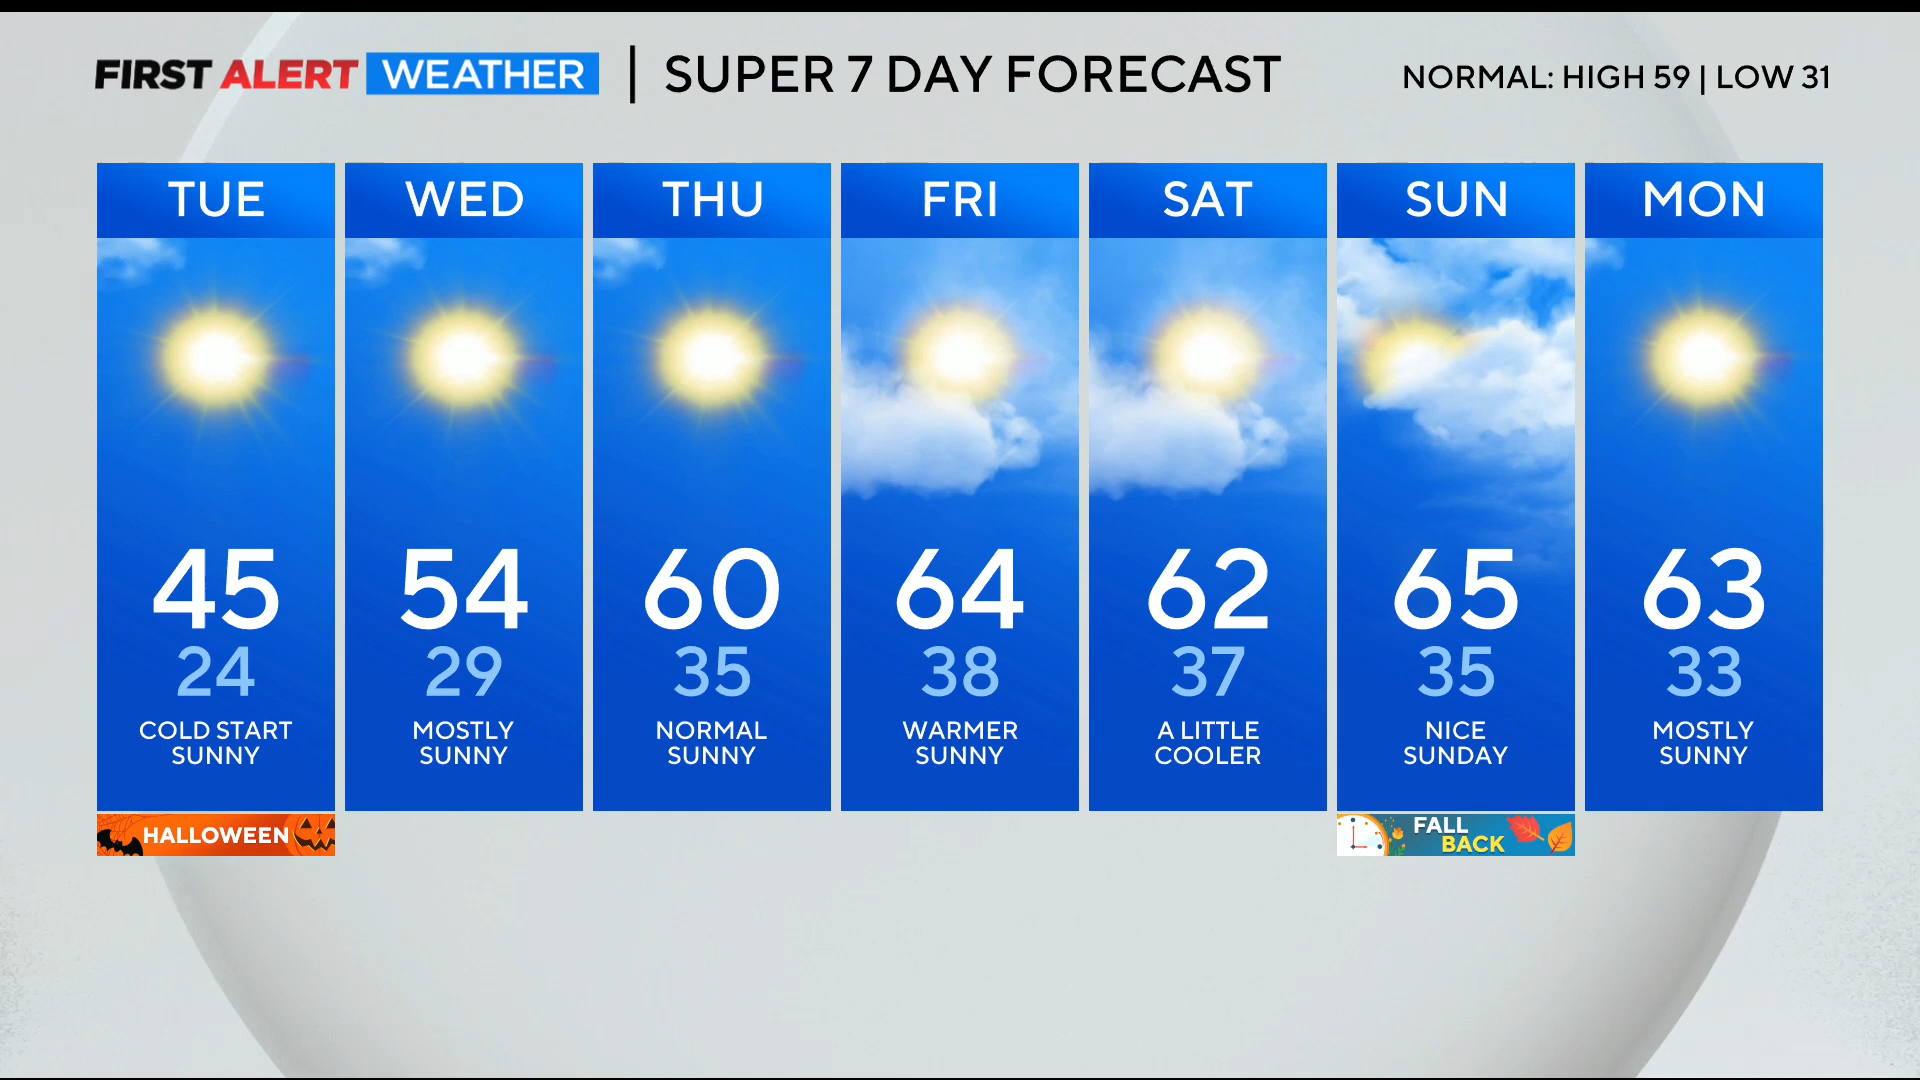 FIRST ALERT WEATHER | SUPER 7 DAY FORECAST
NORMAL: HIGH 59 | LOW 31
TUE
45
24
COLD START
SUNNY
HALLOWEEN
WED
54
29
MOSTLY
SUNNY
THU
60
35
NORMAL
SUNNY
FRI
64
38
WARMER
SUNNY
SAT
62
37
A LITTLE
COOLER
SUN
65
35
NICE
SUNDAY
FALL
BACK
MON
63
33
MOSTLY
SUNNY